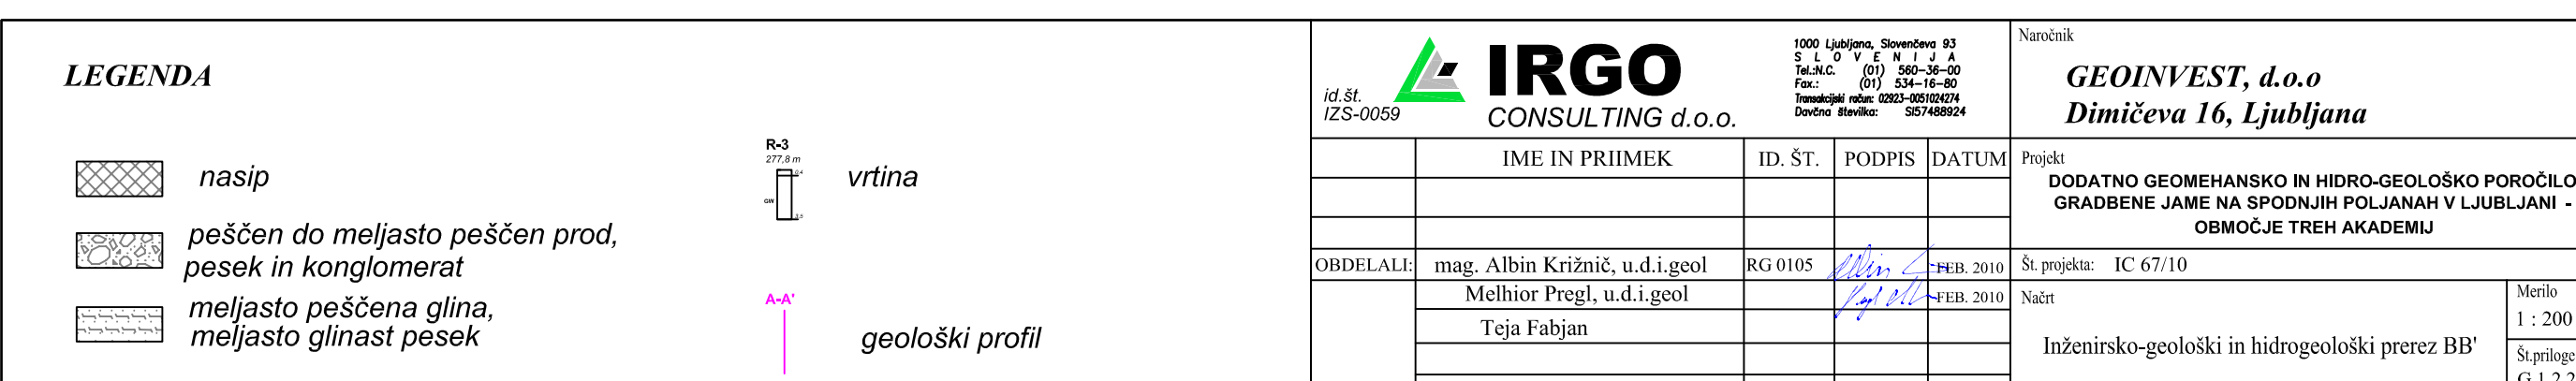 LEGENDA
nasip
peščen do meljasto peščen prod,
pesek in konglomerat
meljasto peščena glina,
meljasto glinast pesek
R-3
277,8 m
GW
vrtina
A-A'
geološki profil
id.št.
IZS-0059
IRGO
CONSULTING d.o.o.
1000 Ljubljana, Slovenčeva 93
S L O V E N I J A
Tel.:N.C. (01) 560-36-00
Fax.: (01) 534-16-80
Transakcijski račun: 02923-0051024274
Davčna številka: SI57488924
Naročnik
GEOINVEST, d.o.o
Dimičeva 16, Ljubljana
IME IN PRIIMEK ID. ŠT. PODPIS DATUM
Projekt
DODATNO GEOMEHANSKO IN HIDRO-GEOLOŠKO POROČILO
GRADBENE JAME NA SPODNJIH POLJANAH V LJUBLJANI -
OBMOČJE TREH AKADEMIJ
OBDELALI: mag. Albin Križnič, u.d.i.geol RG 0105 FEB. 2010
Melhior Pregl, u.d.i.geol FEB. 2010
Teja Fabjan
Št. projekta: IC 67/10
Načrt
Inženirsko-geološki in hidrogeološki prerez BB'
Merilo
1 : 200
Št.priloge
G.1.2.2